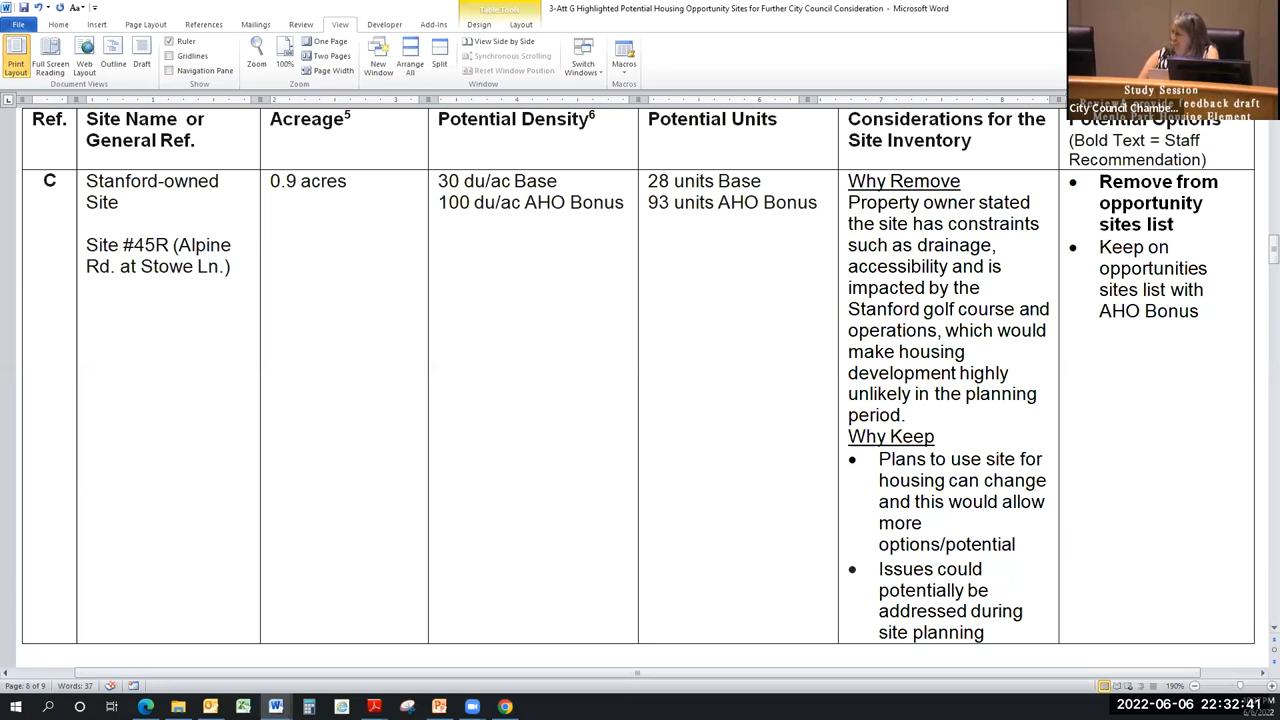 Table Tools
3-Att G Highlighted Potential Housing Opportunity Sites for Further City Council Consideration - Microsoft Word
File Home Insert Page Layout References Mailings Review View Developer Add-Ins Design Layout
Print Layout
Full Screen Reading
Web Layout
Outline
Draft
Document Views
Ruler
Gridlines
Navigation Pane
Show
Zoom
100%
One Page
Two Pages
Page Width
Zoom
New Window
Arrange All
Split
View Side by Side
Synchronous Scrolling
Reset Window Position
Window
Switch Windows
Macros
Macros
Study Session
City Council Chambe...
Ref.
Site Name or
General Ref.
Acreage5
Potential Density6
Potential Units
Considerations for the
Site Inventory
Potential Options
(Bold Text = Staff
Recommendation)
C
Stanford-owned
Site
Site #45R (Alpine
Rd. at Stowe Ln.)
0.9 acres
30 du/ac Base
100 du/ac AHO Bonus
28 units Base
93 units AHO Bonus
Why Remove
Property owner stated
the site has constraints
such as drainage,
accessibility and is
impacted by the
Stanford golf course and
operations, which would
make housing
development highly
unlikely in the planning
period.
Why Keep
• Plans to use site for
housing can change
and this would allow
more
options/potential
• Issues could
potentially be
addressed during
site planning
• Remove from
opportunity
sites list
• Keep on
opportunities
sites list with
AHO Bonus
Page: 8 of 9 Words: 37
190%
2022-06-06 22:32:41